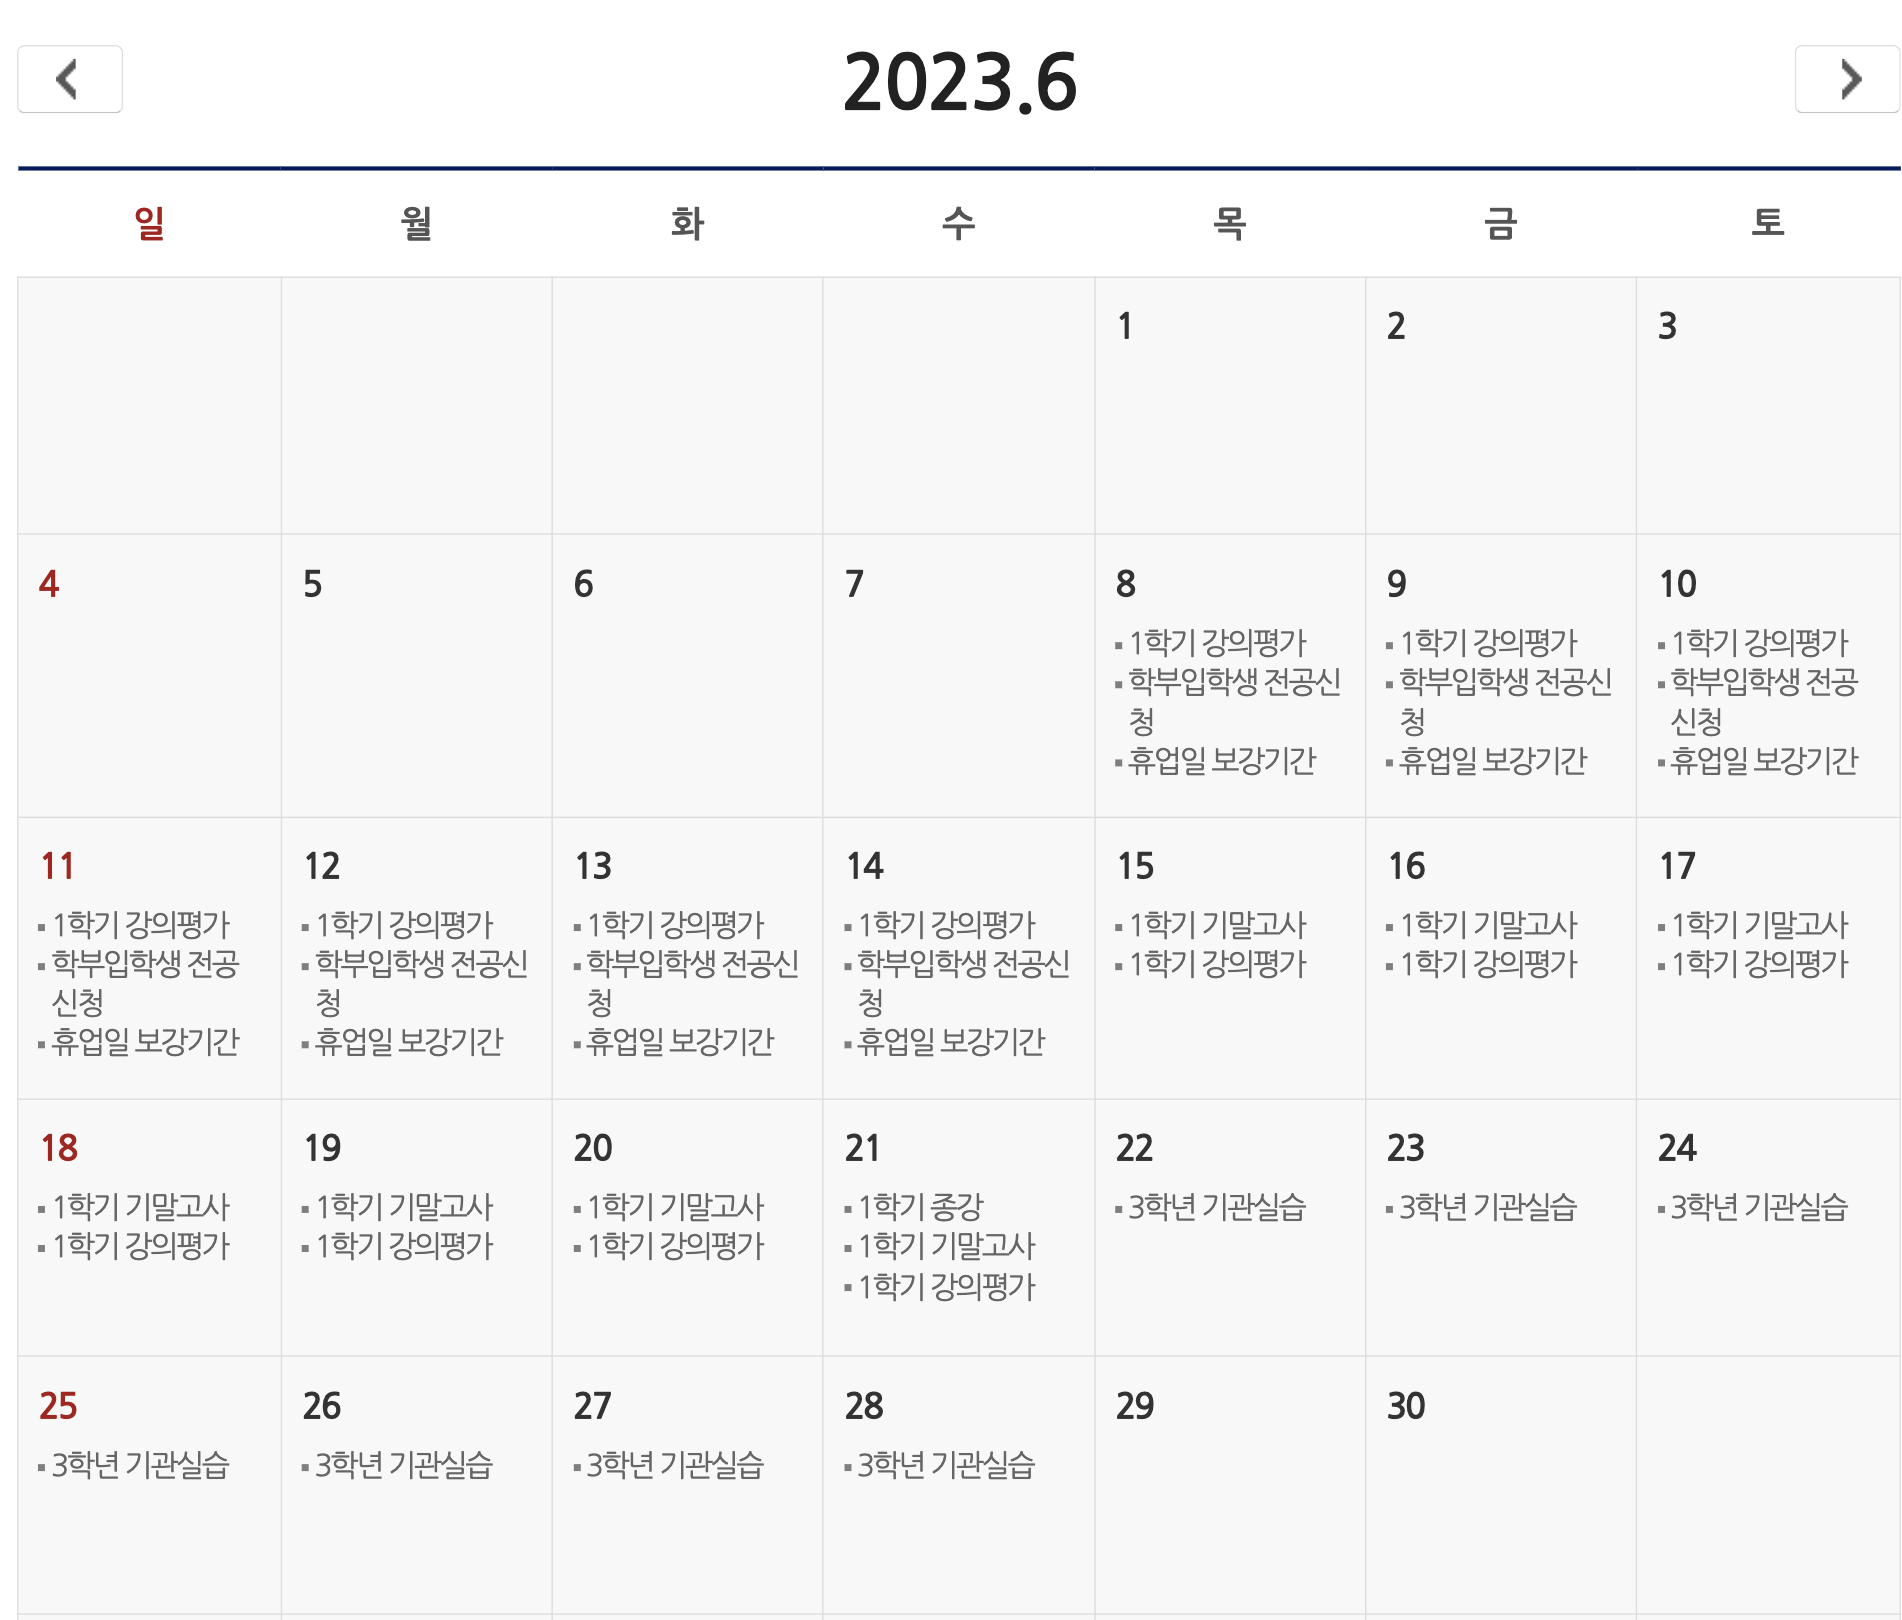 2023.6
일 월 화 수 목 금 토
1
2
3
4
5
6
7
8
1학기 강의평가
학부입학생 전공신
청
휴업일 보강기간
9
1학기 강의평가
학부입학생 전공신
청
휴업일 보강기간
10
1학기 강의평가
학부입학생 전공
신청
휴업일 보강기간
11
1학기 강의평가
학부입학생 전공
신청
휴업일 보강기간
12
1학기 강의평가
학부입학생 전공신
청
휴업일 보강기간
13
1학기 강의평가
학부입학생 전공신
청
휴업일 보강기간
14
1학기 강의평가
학부입학생 전공신
청
휴업일 보강기간
15
1학기 기말고사
1학기 강의평가
16
1학기 기말고사
1학기 강의평가
17
1학기 기말고사
1학기 강의평가
18
1학기 기말고사
1학기 강의평가
19
1학기 기말고사
1학기 강의평가
20
1학기 기말고사
1학기 강의평가
21
1학기 종강
1학기 기말고사
1학기 강의평가
22
3학년 기관실습
23
3학년 기관실습
24
3학년 기관실습
25
3학년 기관실습
26
3학년 기관실습
27
3학년 기관실습
28
3학년 기관실습
29
30